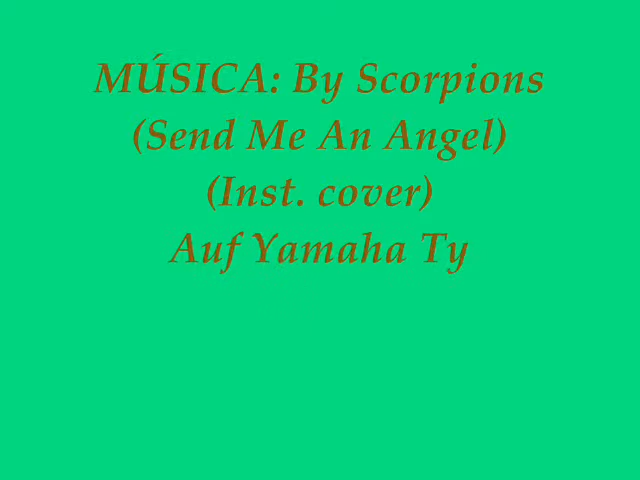 MÚSICA: By Scorpions
(Send Me An Angel)
(Inst. cover)
Auf Yamaha Ty